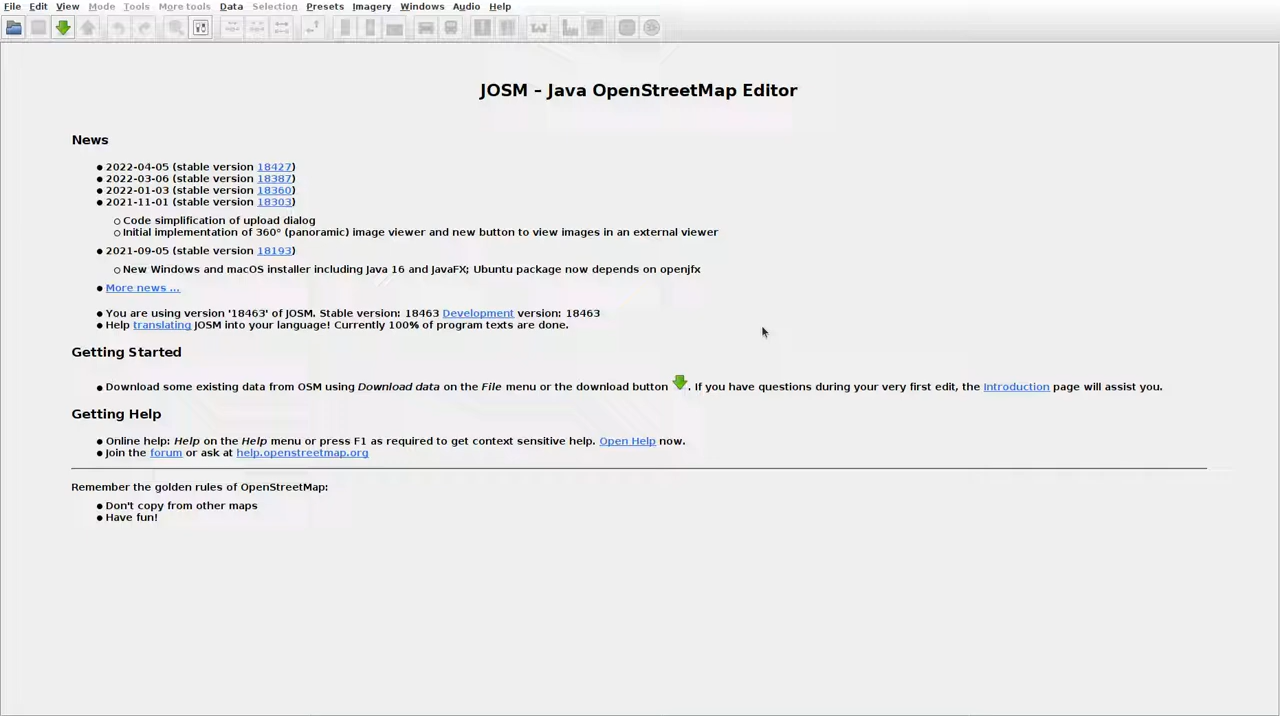 File Edit View Mode Tools More tools Data Selection Presets Imagery Windows Audio Help
JOSM – Java OpenStreetMap Editor
News
● 2022-04-05 (stable version 18427)
● 2022-03-06 (stable version 18387)
● 2022-01-03 (stable version 18360)
● 2021-11-01 (stable version 18303)
○ Code simplification of upload dialog
○ Initial implementation of 360° (panoramic) image viewer and new button to view images in an external viewer
● 2021-09-05 (stable version 18193)
○ New Windows and macOS installer including Java 16 and JavaFX; Ubuntu package now depends on openjfx
● More news ...
● You are using version '18463' of JOSM. Stable version: 18463 Development version: 18463
● Help translating JOSM into your language! Currently 100% of program texts are done.
Getting Started
● Download some existing data from OSM using Download data on the File menu or the download button . If you have questions during your very first edit, the Introduction page will assist you.
Getting Help
● Online help: Help on the Help menu or press F1 as required to get context sensitive help. Open Help now.
● Join the forum or ask at help.openstreetmap.org
Remember the golden rules of OpenStreetMap:
● Don't copy from other maps
● Have fun!